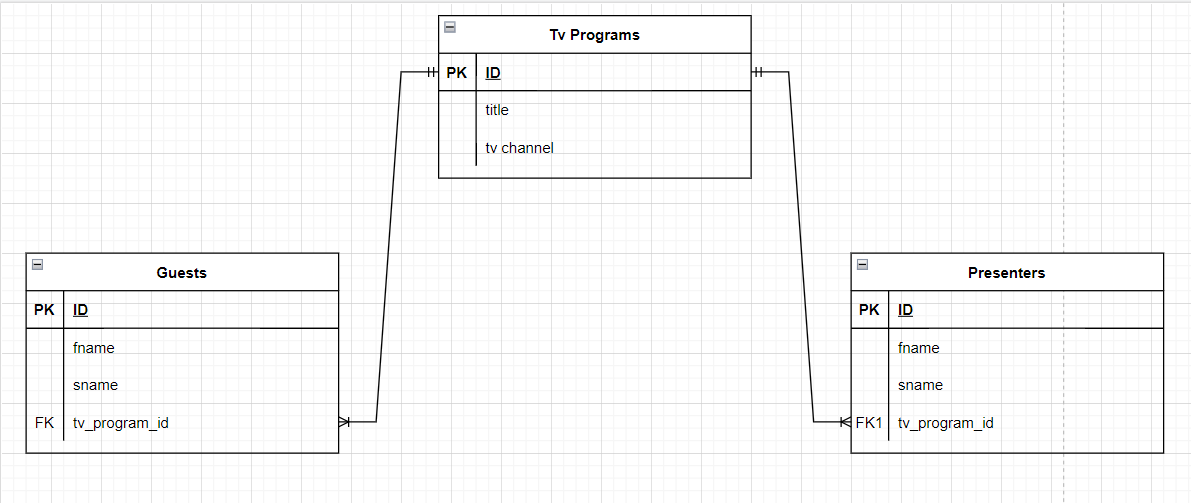 Tv Programs
PK ID
title
tv channel
Guests
PK ID
fname
sname
FK tv_program_id
Presenters
PK ID
fname
sname
FK1 tv_program_id